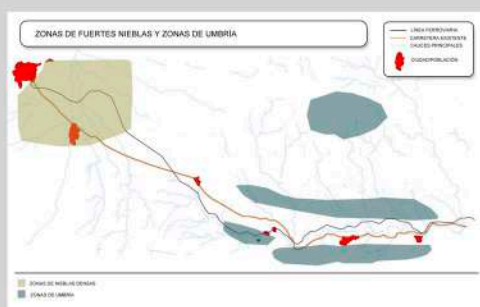 ZONAS DE FUERTES NIEBLAS Y ZONAS DE UMBRÍA
LÍNEA FERROVIARIA
CARRETERA EXISTENTE
CAUCES PRINCIPALES
CIUDAD/POBLACIÓN
ZONAS DE NIEBLAS DENSAS
ZONAS DE UMBRÍA